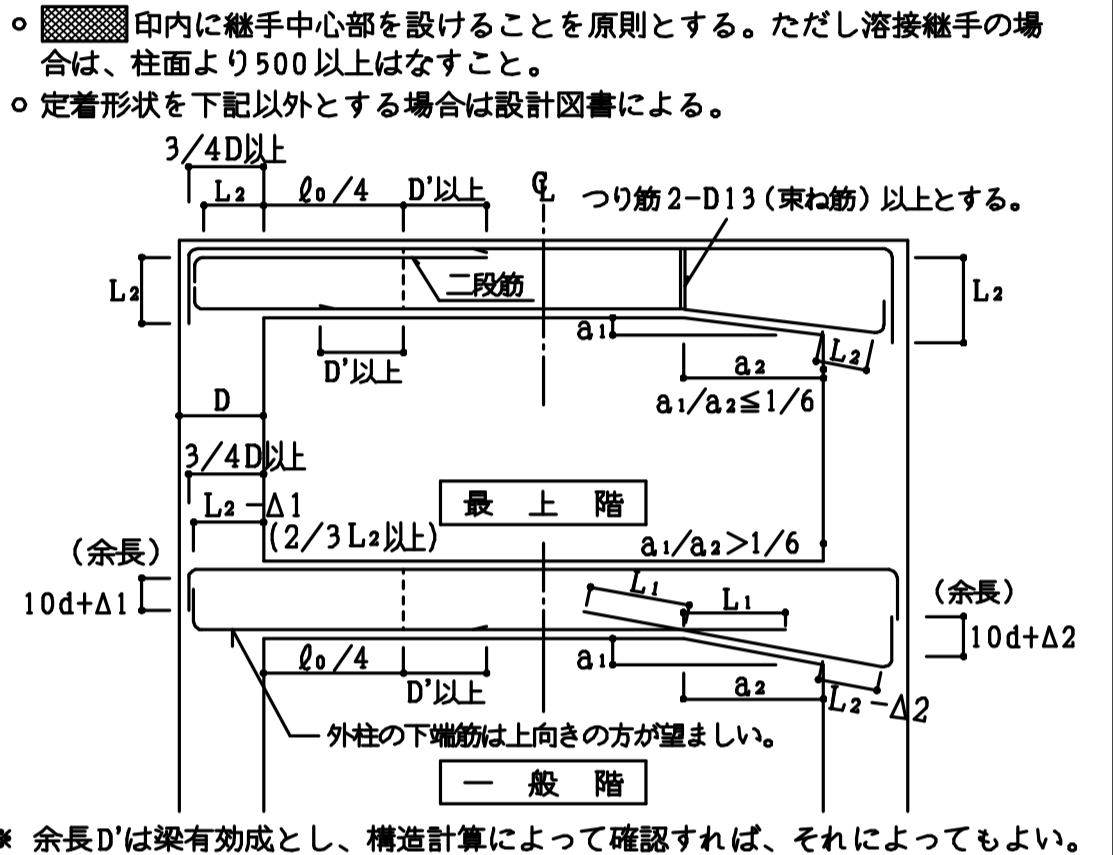 印内に継手中心部を設けることを原則とする。ただし溶接継手の場
合は、柱面より500以上はなすこと。
定着形状を下記以外とする場合は設計図書による。
3/4D以上
L₂
ℓ₀/4
D'以上
℄
つり筋2-D13(束ね筋)以上とする。
L₂
二段筋
L₂
a₁
D'以上
L₂
a₂
a₁/a₂≦1/6
D
3/4D以上
L₂-Δ1
(2/3L₂以上)
最 上 階
a₁/a₂>1/6
(余長)
10d+Δ1
L₁
L₁
(余長)
10d+Δ2
ℓ₀/4
D'以上
a₁
a₂
L₂-Δ2
外柱の下端筋は上向きの方が望ましい。
一 般 階
* 余長D'は梁有効成とし、構造計算によって確認すれば、それによってもよい。